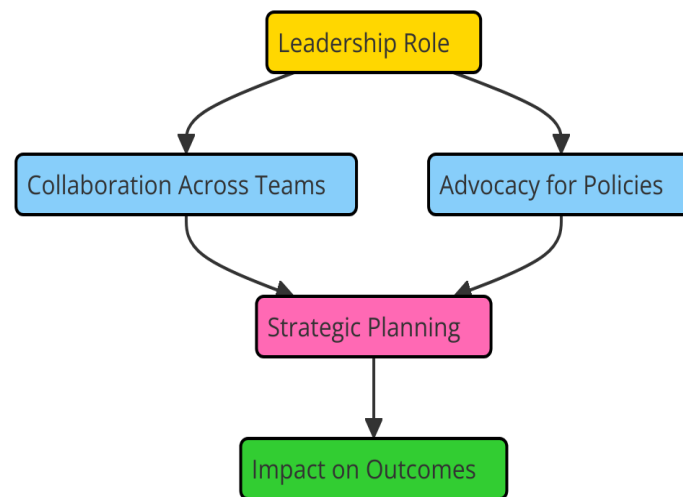 Leadership Role
Collaboration Across Teams
Advocacy for Policies
Strategic Planning
Impact on Outcomes